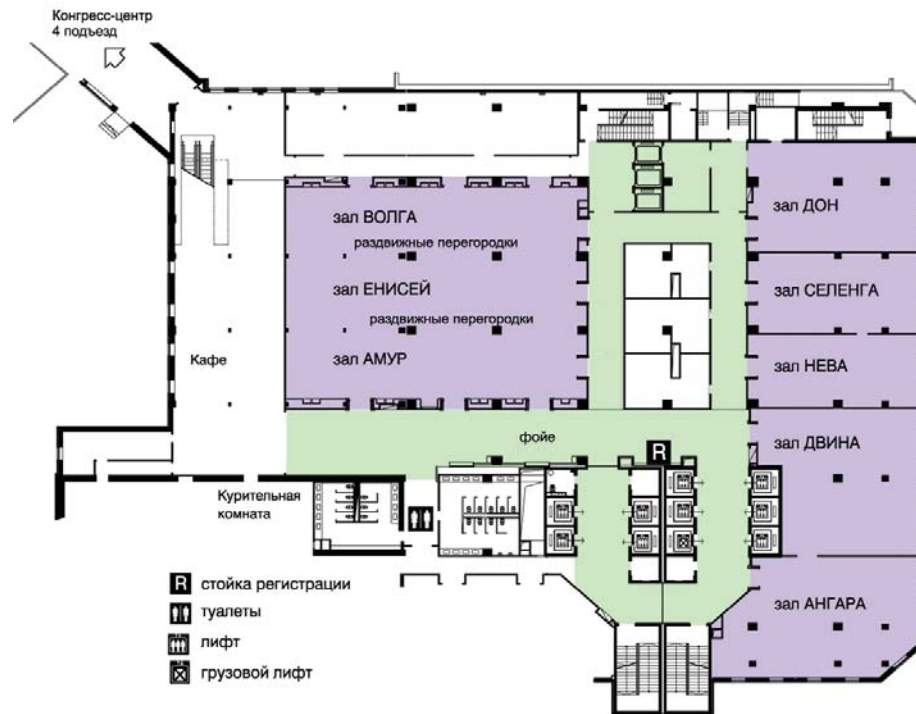 Конгресс-центр
4 подъезд
зал ВОЛГА
раздвижные перегородки
зал ЕНИСЕЙ
раздвижные перегородки
зал АМУР
Кафе
зал ДОН
зал СЕЛЕНГА
зал НЕВА
зал ДВИНА
зал АНГАРА
фойе
R
Курительная
комната
R стойка регистрации
туалеты
лифт
грузовой лифт